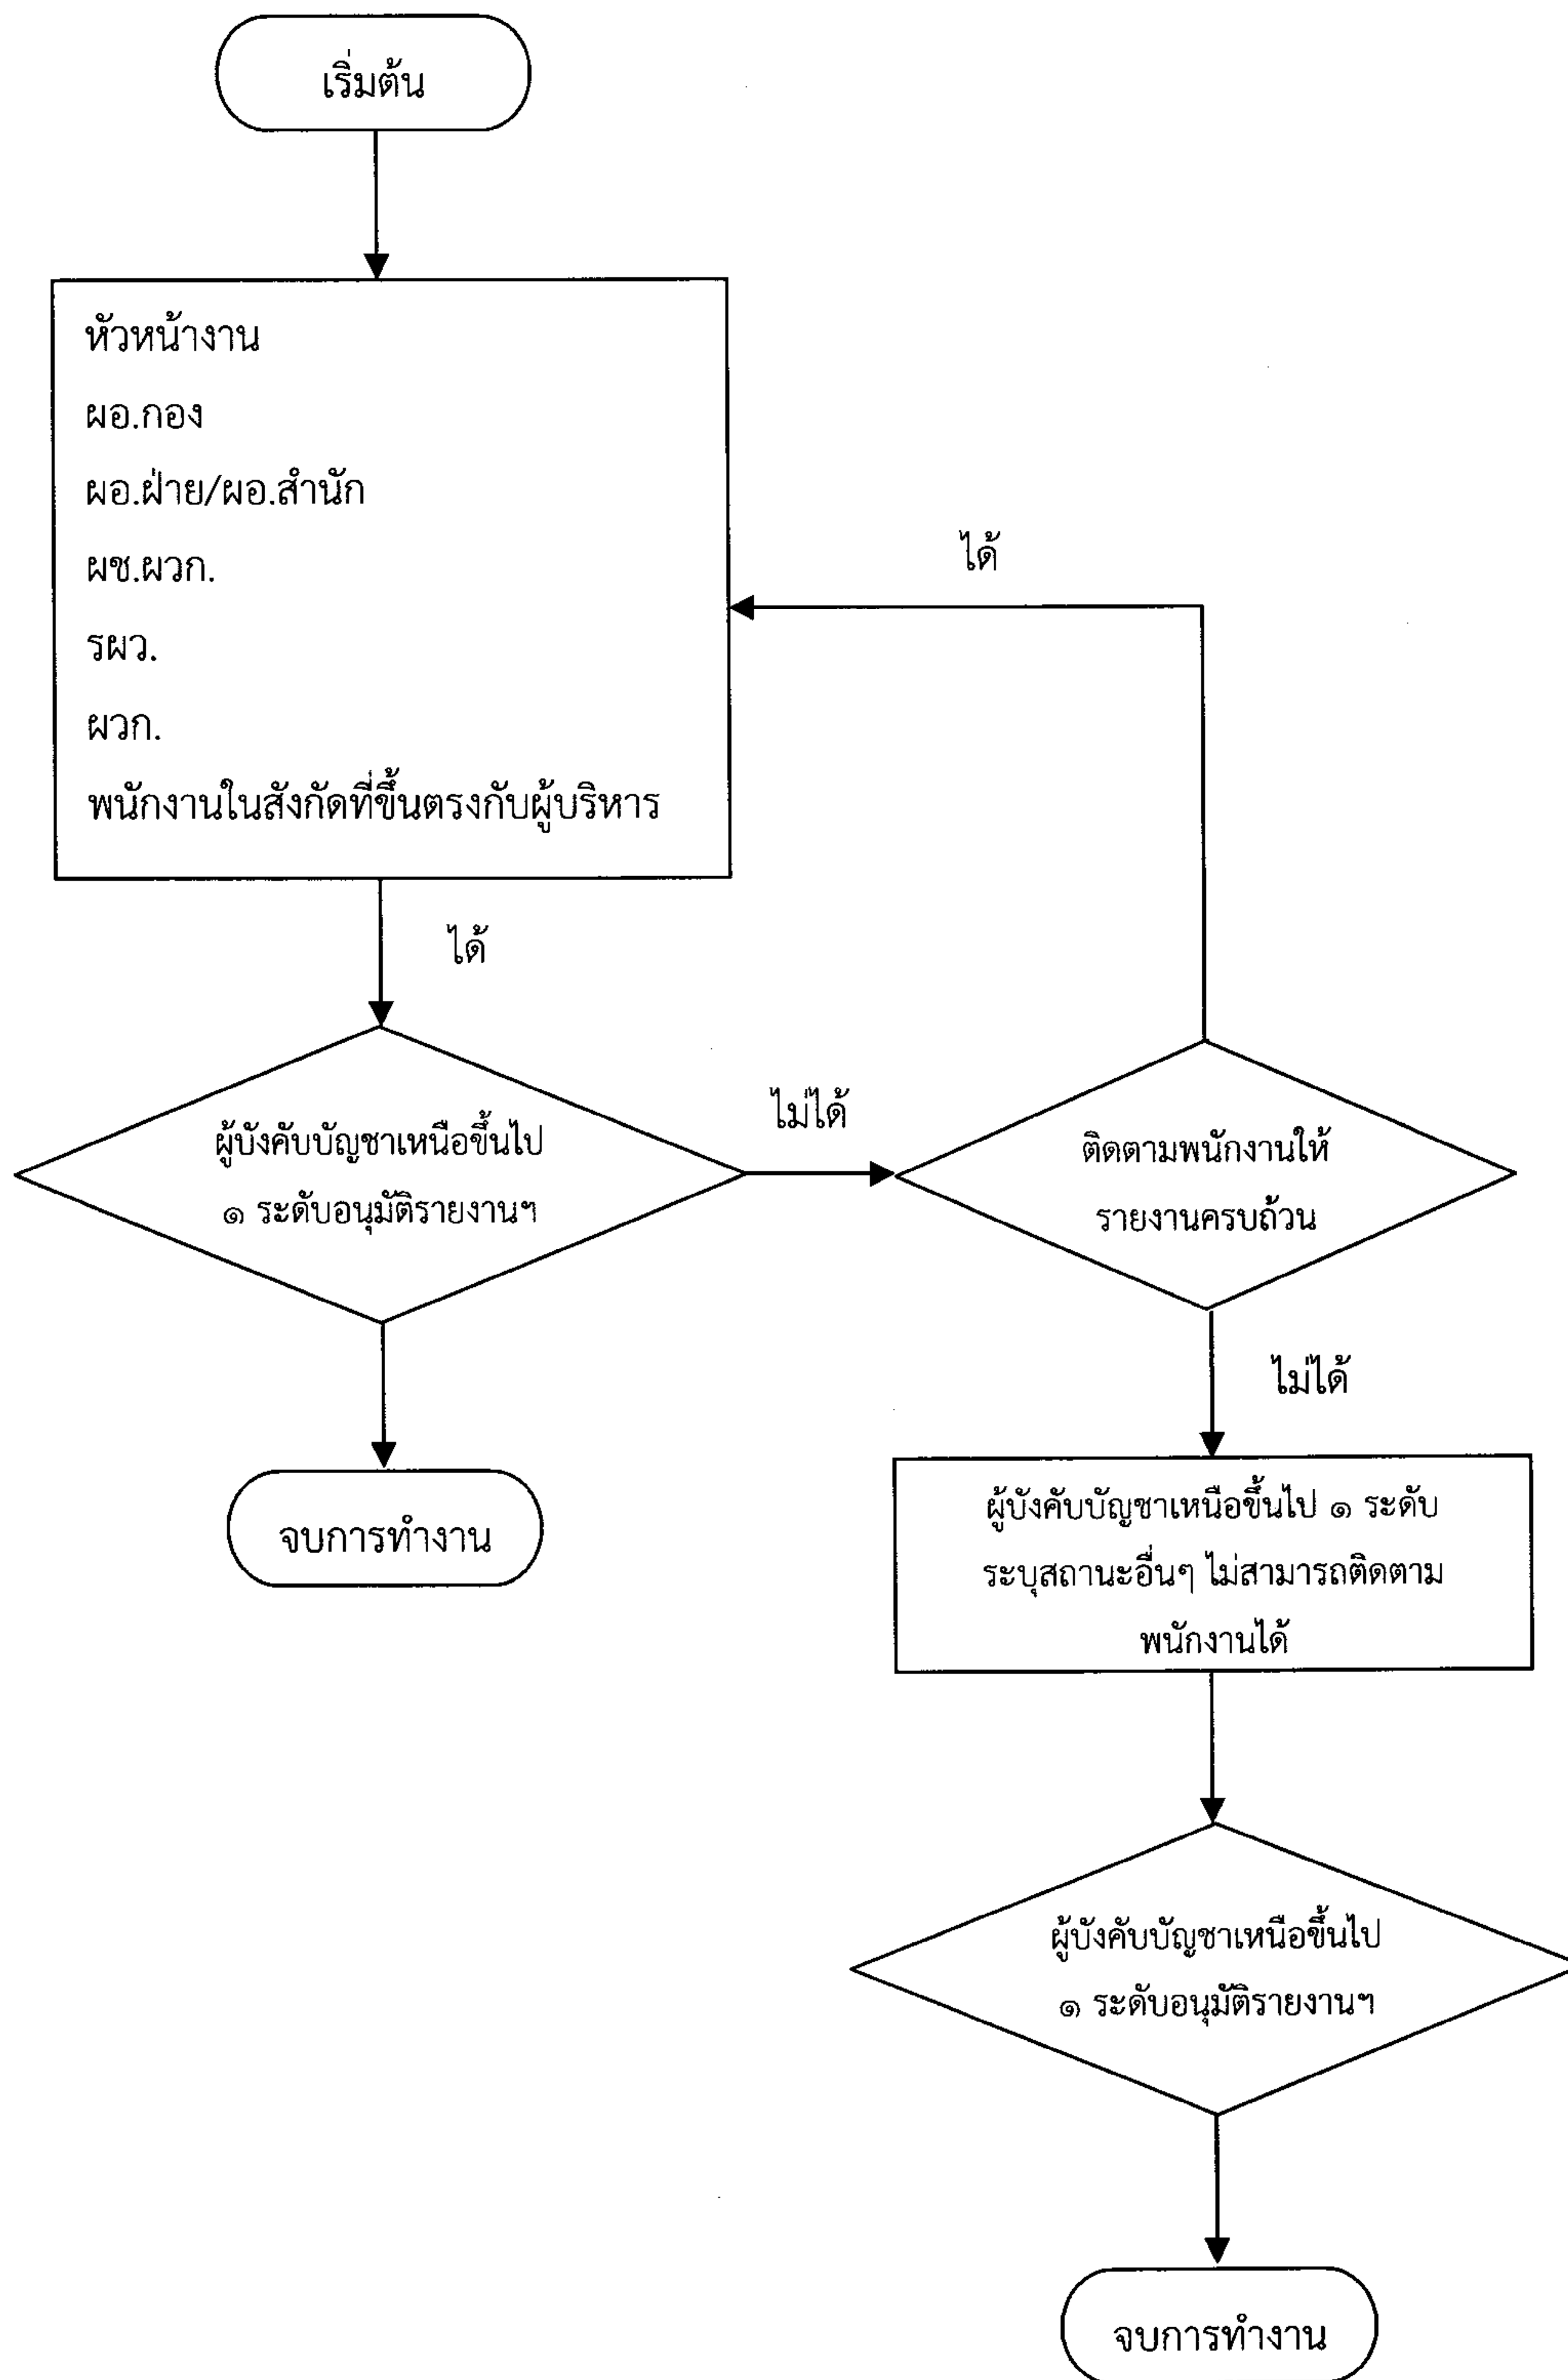 เริ่มต้น
หัวหน้างาน
ผอ.กอง
ผอ.ฝ่าย/ผอ.สำนัก
ผช.ผวก.
รผว.
ผวก.
พนักงานในสังกัดที่ขึ้นตรงกับผู้บริหาร
ได้
ได้
ผู้บังคับบัญชาเหนือขึ้นไป
๑ ระดับอนุมัติรายงานฯ
ไม่ได้
ติดตามพนักงานให้
รายงานครบถ้วน
ไม่ได้
จบการทำงาน
ผู้บังคับบัญชาเหนือขึ้นไป ๑ ระดับ
ระบุสถานะอื่นๆ ไม่สามารถติดตาม
พนักงานได้
ผู้บังคับบัญชาเหนือขึ้นไป
๑ ระดับอนุมัติรายงานฯ
จบการทำงาน